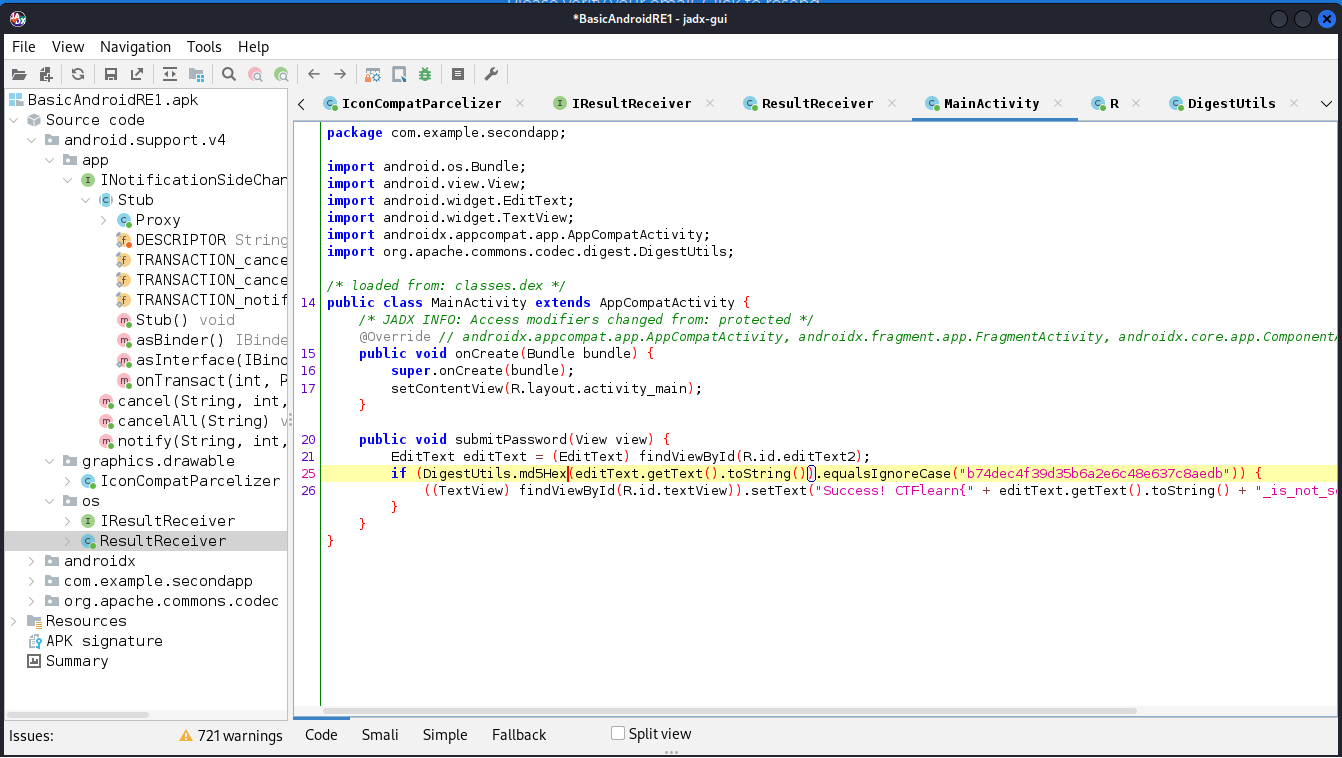 *BasicAndroidRE1 - jadx-gui
File View Navigation Tools Help
BasicAndroidRE1.apk
Source code
android.support.v4
app
INotificationSideChan
Stub
Proxy
DESCRIPTOR String
TRANSACTION_cance
TRANSACTION_cance
TRANSACTION_notif
Stub() void
asBinder() IBinde
asInterface(IBind
onTransact(int, P
cancel(String, int,
cancelAll(String) v
notify(String, int,
graphics.drawable
IconCompatParcelizer
os
IResultReceiver
ResultReceiver
androidx
com.example.secondapp
org.apache.commons.codec
Resources
APK signature
Summary
IconCompatParcelizer IResultReceiver ResultReceiver MainActivity R DigestUtils
package com.example.secondapp;
import android.os.Bundle;
import android.view.View;
import android.widget.EditText;
import android.widget.TextView;
import androidx.appcompat.app.AppCompatActivity;
import org.apache.commons.codec.digest.DigestUtils;
/* loaded from: classes.dex */
14 public class MainActivity extends AppCompatActivity {
/* JADX INFO: Access modifiers changed from: protected */
@Override // androidx.appcompat.app.AppCompatActivity, androidx.fragment.app.FragmentActivity, androidx.core.app.ComponentA
15 public void onCreate(Bundle bundle) {
16 super.onCreate(bundle);
17 setContentView(R.layout.activity_main);
}
20 public void submitPassword(View view) {
21 EditText editText = (EditText) findViewById(R.id.editText2);
25 if (DigestUtils.md5Hex(editText.getText().toString()).equalsIgnoreCase("b74dec4f39d35b6a2e6c48e637c8aedb")) {
26 ((TextView) findViewById(R.id.textView)).setText("Success! CTFlearn{" + editText.getText().toString() + "_is_not_se
}
}
}
Issues: 721 warnings Code Smali Simple Fallback Split view